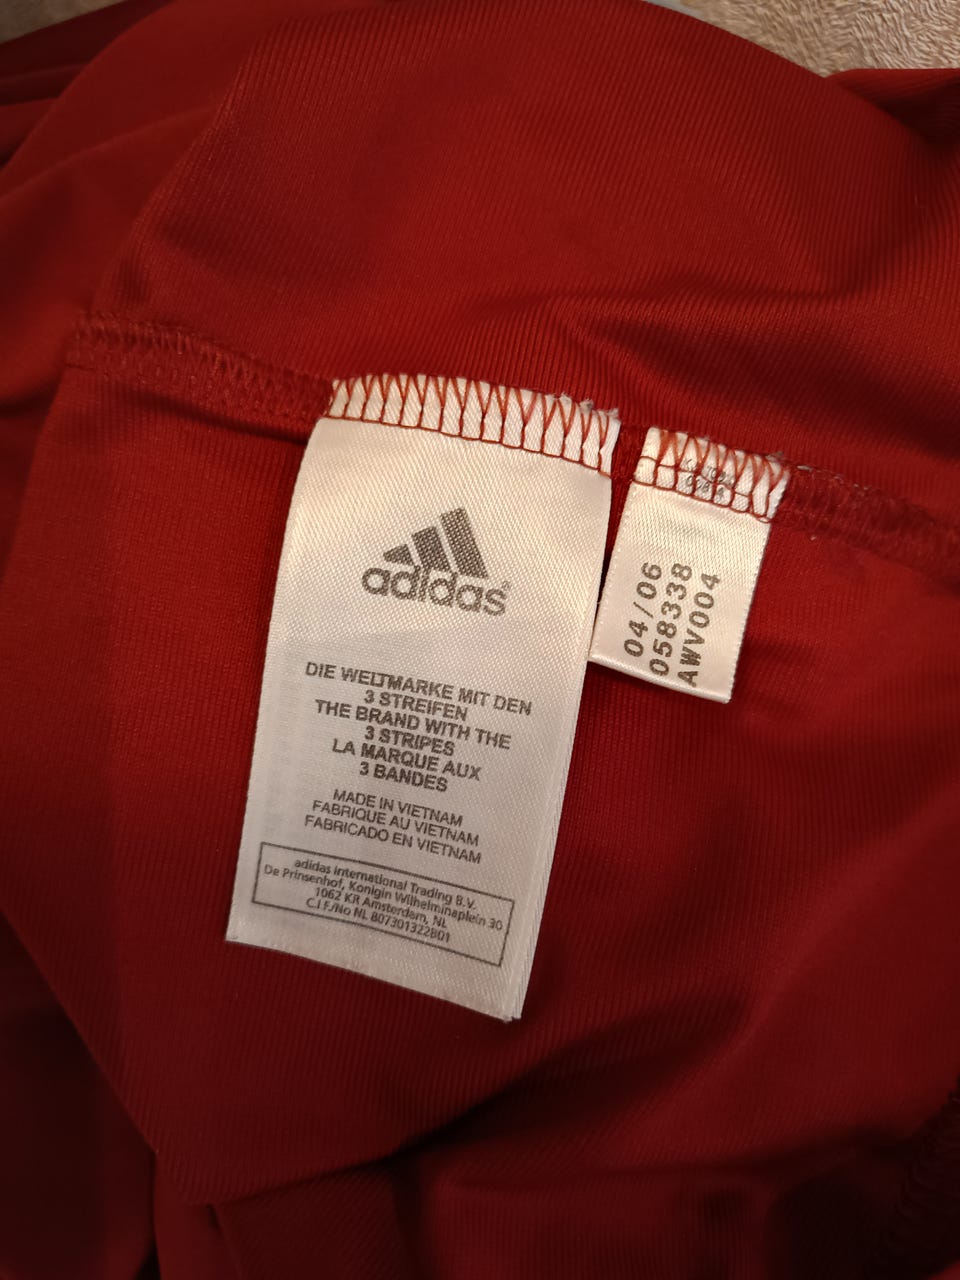 adidas®
DIE WELTMARKE MIT DEN
3 STREIFEN
THE BRAND WITH THE
3 STRIPES
LA MARQUE AUX
3 BANDES
MADE IN VIETNAM
FABRIQUE AU VIETNAM
FABRICADO EN VIETNAM
adidas International Trading B.V.
De Prinsenhof, Konigin Wilhelminaplein 30
1062 KR Amsterdam, NL
C.I.F./No NL 807301322B01
04/06
058338
AWV004